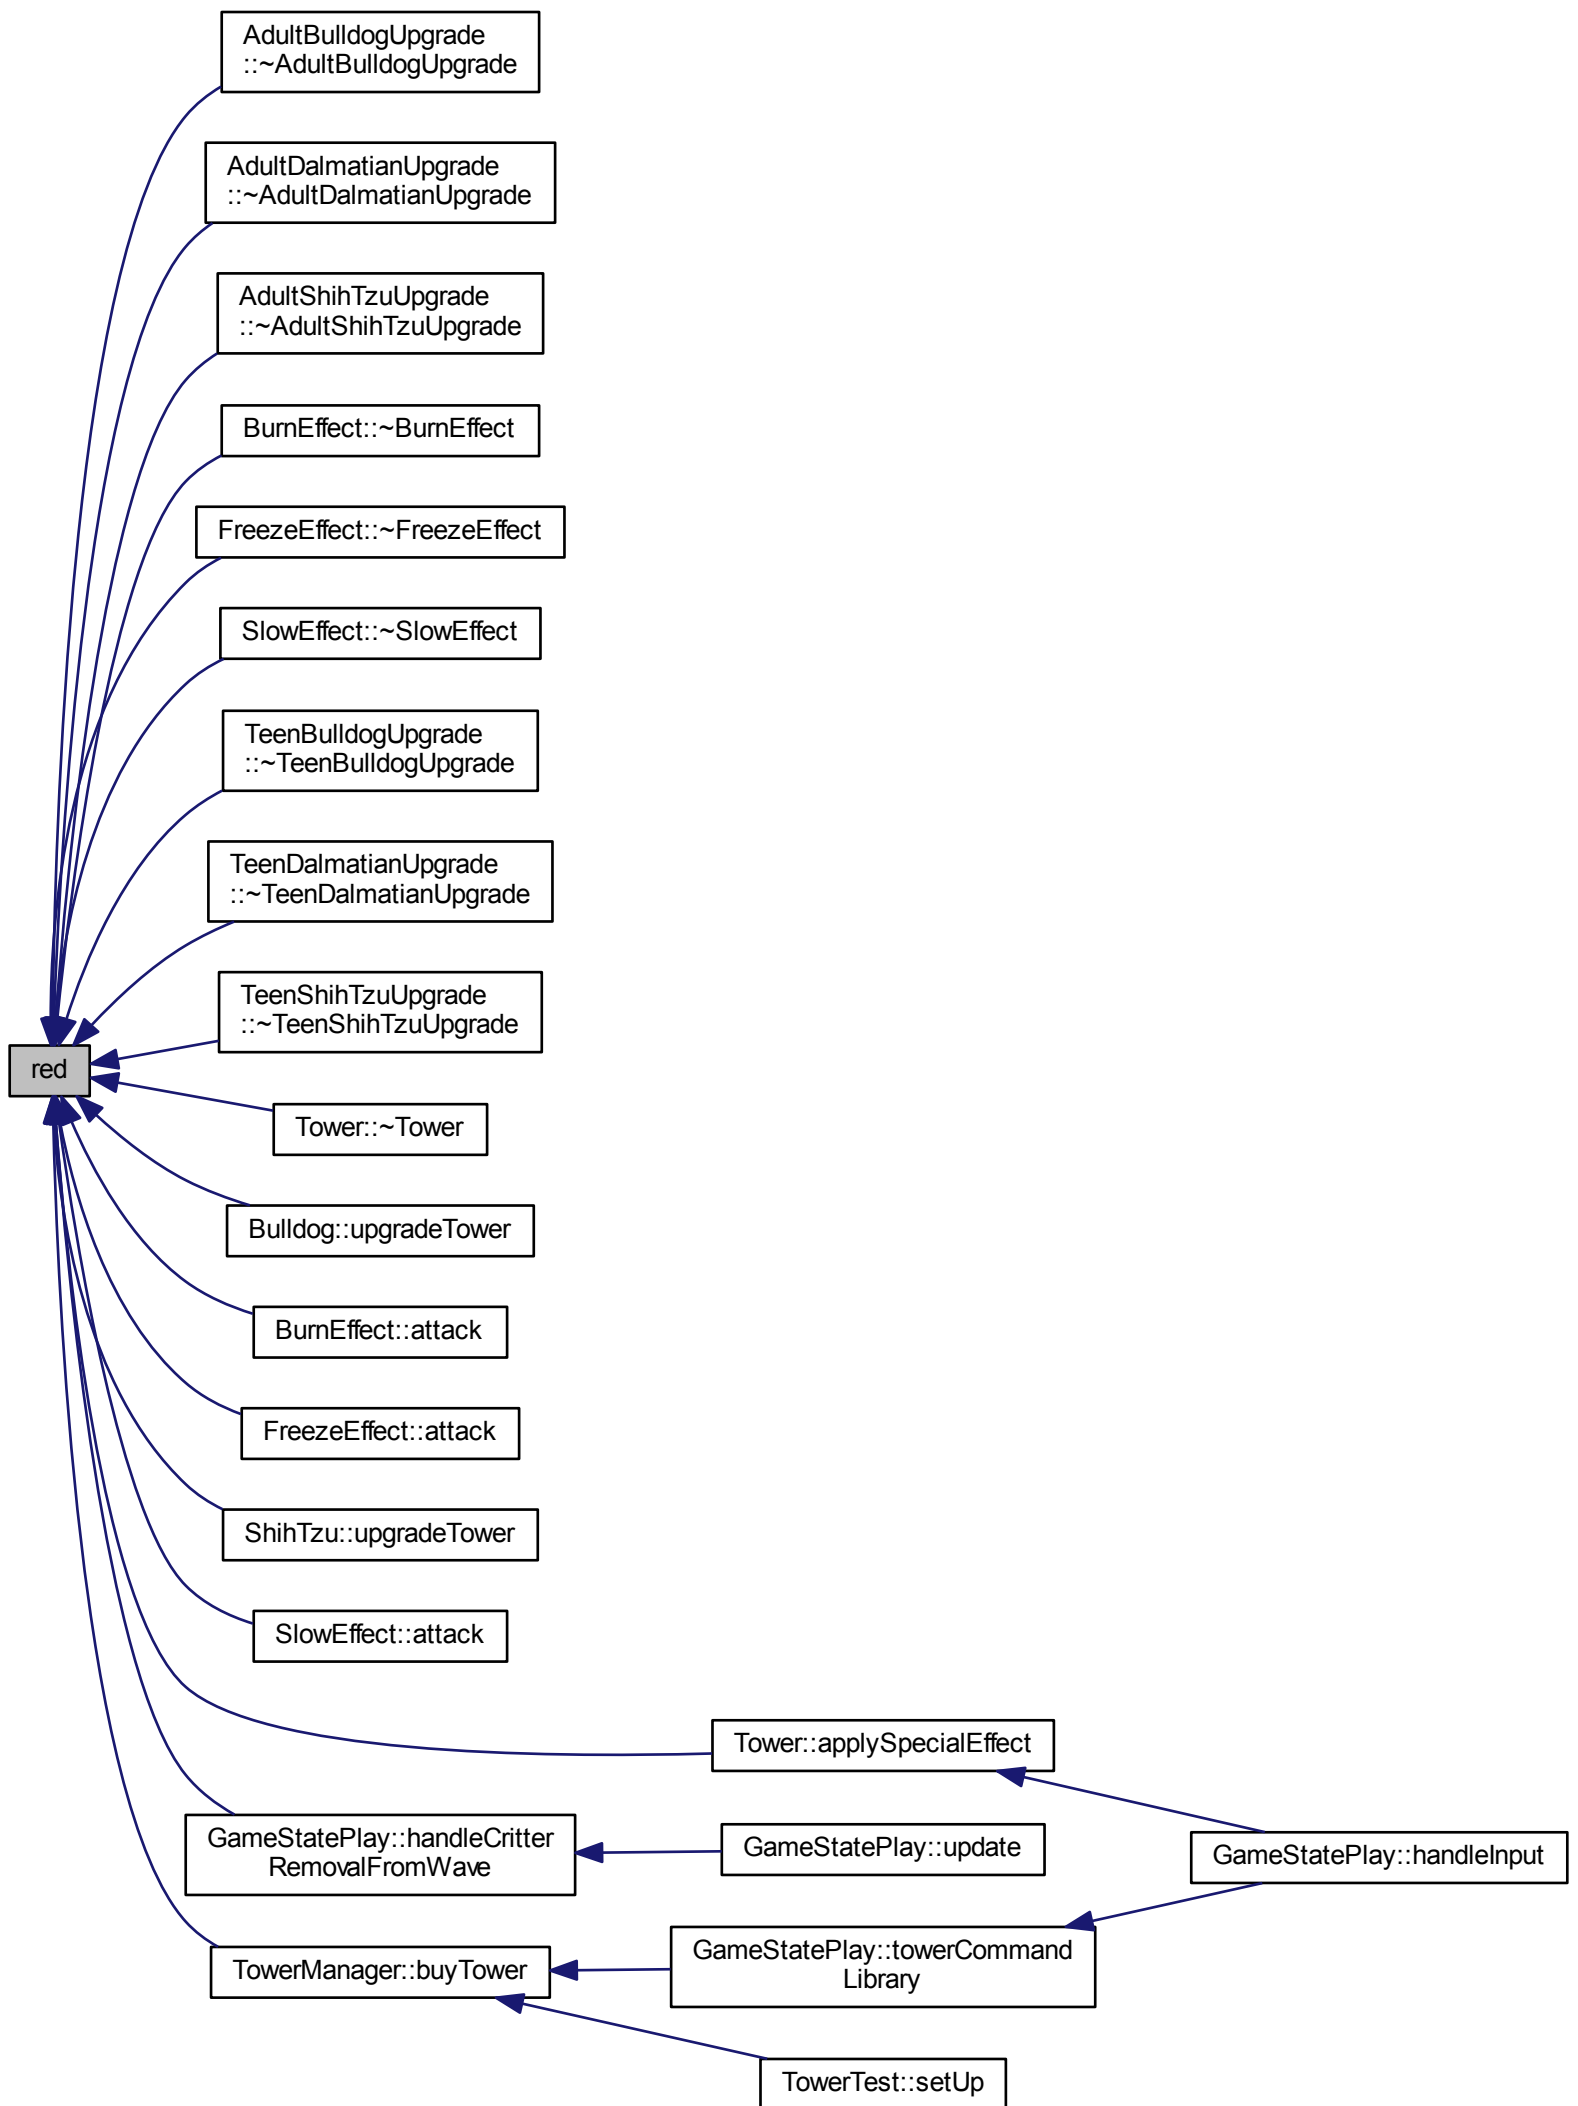 AdultBulldogUpgrade
::~AdultBulldogUpgrade
AdultDalmatianUpgrade
::~AdultDalmatianUpgrade
AdultShihTzuUpgrade
::~AdultShihTzuUpgrade
BurnEffect::~BurnEffect
FreezeEffect::~FreezeEffect
SlowEffect::~SlowEffect
TeenBulldogUpgrade
::~TeenBulldogUpgrade
TeenDalmatianUpgrade
::~TeenDalmatianUpgrade
TeenShihTzuUpgrade
::~TeenShihTzuUpgrade
red
Tower::~Tower
Bulldog::upgradeTower
BurnEffect::attack
FreezeEffect::attack
ShihTzu::upgradeTower
SlowEffect::attack
Tower::applySpecialEffect
GameStatePlay::handleCritter
RemovalFromWave
GameStatePlay::update
GameStatePlay::handleInput
TowerManager::buyTower
GameStatePlay::towerCommand
Library
TowerTest::setUp